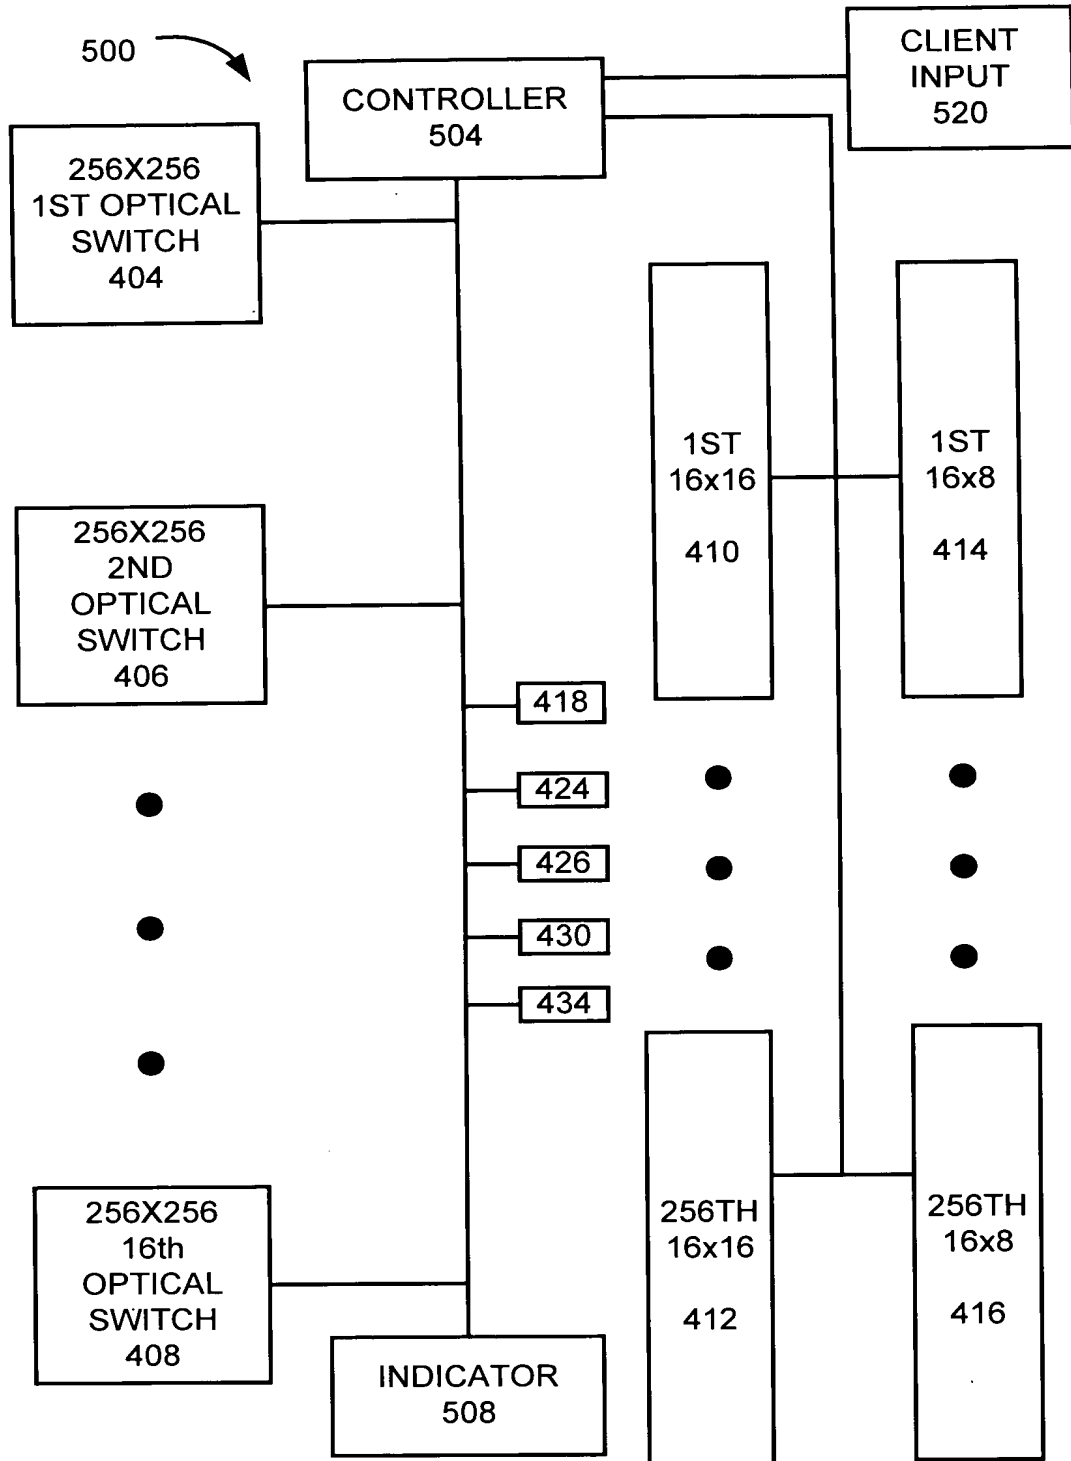 500
CONTROLLER
504
CLIENT
INPUT
520
256X256
1ST OPTICAL
SWITCH
404
1ST
16x16
410
1ST
16x8
414
256X256
2ND
OPTICAL
SWITCH
406
418
424
426
430
434
256X256
16th
OPTICAL
SWITCH
408
256TH
16x16
412
256TH
16x8
416
INDICATOR
508